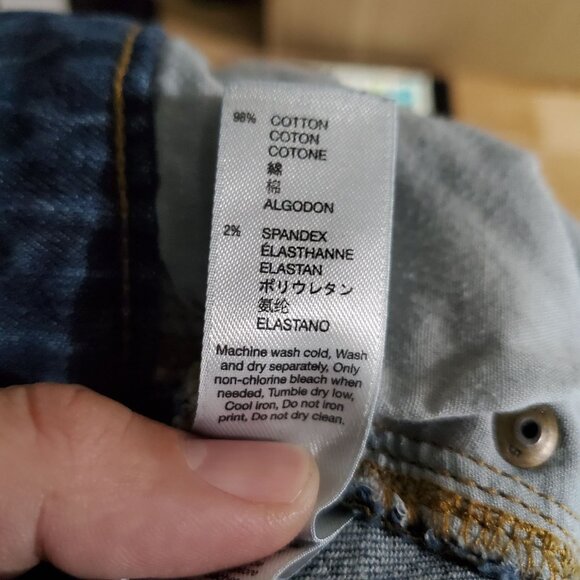 98% COTTON
COTON
COTONE
綿
棉
ALGODON
2% SPANDEX
ÉLASTHANNE
ELASTAN
ポリウレタン
氨纶
ELASTANO
Machine wash cold, Wash
and dry separately, Only
non-chlorine bleach when
needed, Tumble dry low,
Cool iron, Do not iron
print, Do not dry clean.